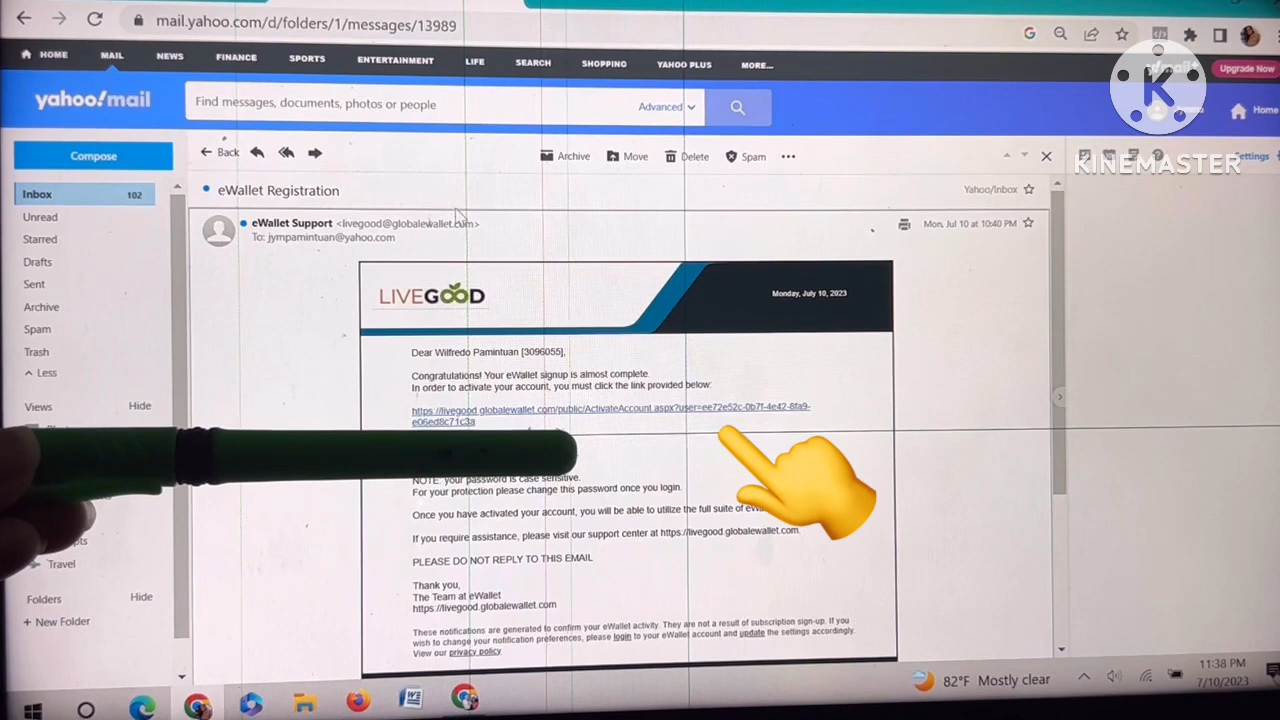 mail.yahoo.com/d/folders/1/messages/13989
HOME MAIL NEWS FINANCE SPORTS ENTERTAINMENT LIFE SEARCH SHOPPING YAHOO PLUS MORE...
Upgrade Now
yahoo!mail
Find messages, documents, photos or people
Advanced
Home
K
KINEMASTER
Compose
Back
Archive Move Delete Spam
Settings
Inbox 102
Unread
Starred
Drafts
Sent
Archive
Spam
Trash
Less
Views Hide
Travel
Folders Hide
+ New Folder
eWallet Registration
Yahoo/Inbox
eWallet Support <livegood@globalewallet.com>
Mon, Jul 10 at 10:40 PM
To: jympamintuan@yahoo.com
LIVEGOOD
Monday, July 10, 2023
Dear Wilfredo Pamintuan [3096055],
Congratulations! Your eWallet signup is almost complete.
In order to activate your account, you must click the link provided below:
https://livegood.globalewallet.com/public/ActivateAccount.aspx?user=ee72e52c-0b7f-4e42-8fa9-
e06ed8c71c3a
NOTE: your password is case sensitive.
For your protection please change this password once you login.
Once you have activated your account, you will be able to utilize the full suite of
If you require assistance, please visit our support center at https://livegood.globalewallet.com.
PLEASE DO NOT REPLY TO THIS EMAIL
Thank you,
The Team at eWallet
https://livegood.globalewallet.com
These notifications are generated to confirm your eWallet activity. They are not a result of subscription sign-up. If you
wish to change your notification preferences, please login to your eWallet account and update the settings accordingly.
View our privacy policy
82°F Mostly clear
11:38 PM
7/10/2023